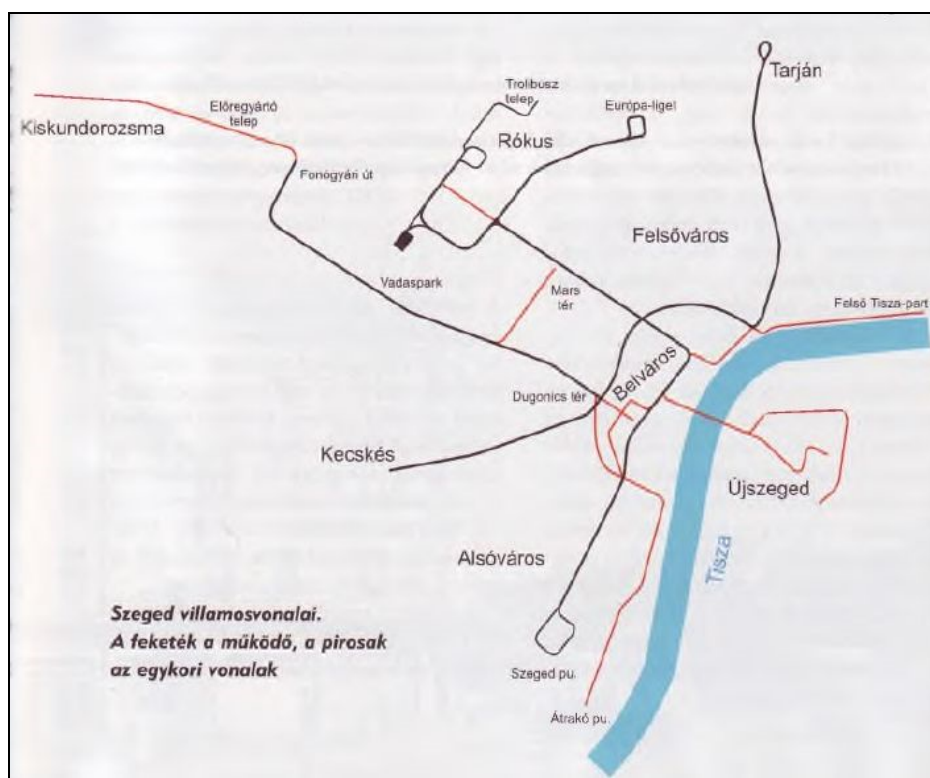 Tarján
Trolibusz
telep
Európa-liget
Előregyártó
telep
Kiskundorozsma
Rókus
Fonógyári út
Felsőváros
Vadaspark
Mars
tér
Felső Tisza-part
Belváros
Dugonics tér
Kecskés
Újszeged
Tisza
Alsóváros
Szeged villamosvonalai.
A feketék a működő, a pirosak
az egykori vonalak
Szeged pu.
Átrakó pu.